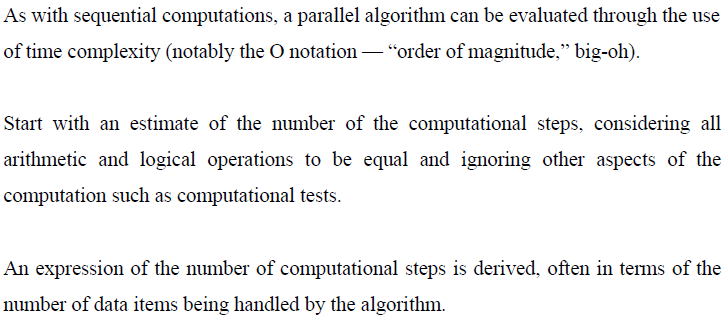 As with sequential computations, a parallel algorithm can be evaluated through the use
of time complexity (notably the O notation — “order of magnitude,” big-oh).
Start with an estimate of the number of the computational steps, considering all
arithmetic and logical operations to be equal and ignoring other aspects of the
computation such as computational tests.
An expression of the number of computational steps is derived, often in terms of the
number of data items being handled by the algorithm.